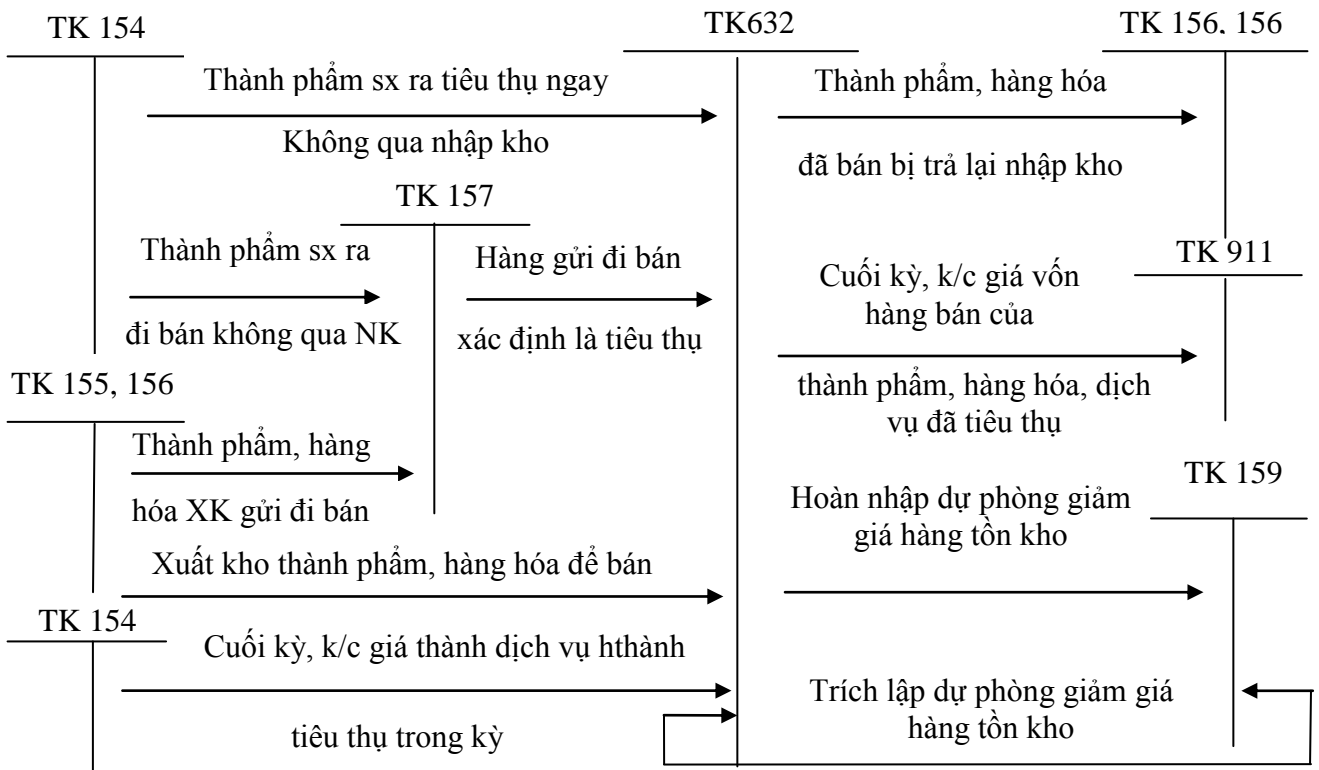 TK 154
TK632
TK 156, 156
Thành phẩm sx ra tiêu thụ ngay
Không qua nhập kho
Thành phẩm, hàng hóa
đã bán bị trả lại nhập kho
TK 157
Thành phẩm sx ra
đi bán không qua NK
Hàng gửi đi bán
xác định là tiêu thụ
TK 911
Cuối kỳ, k/c giá vốn
hàng bán của
thành phẩm, hàng hóa, dịch
vụ đã tiêu thụ
TK 155, 156
Thành phẩm, hàng
hóa XK gửi đi bán
TK 159
Hoàn nhập dự phòng giảm
giá hàng tồn kho
Xuất kho thành phẩm, hàng hóa để bán
TK 154
Cuối kỳ, k/c giá thành dịch vụ hthành
tiêu thụ trong kỳ
Trích lập dự phòng giảm giá
hàng tồn kho